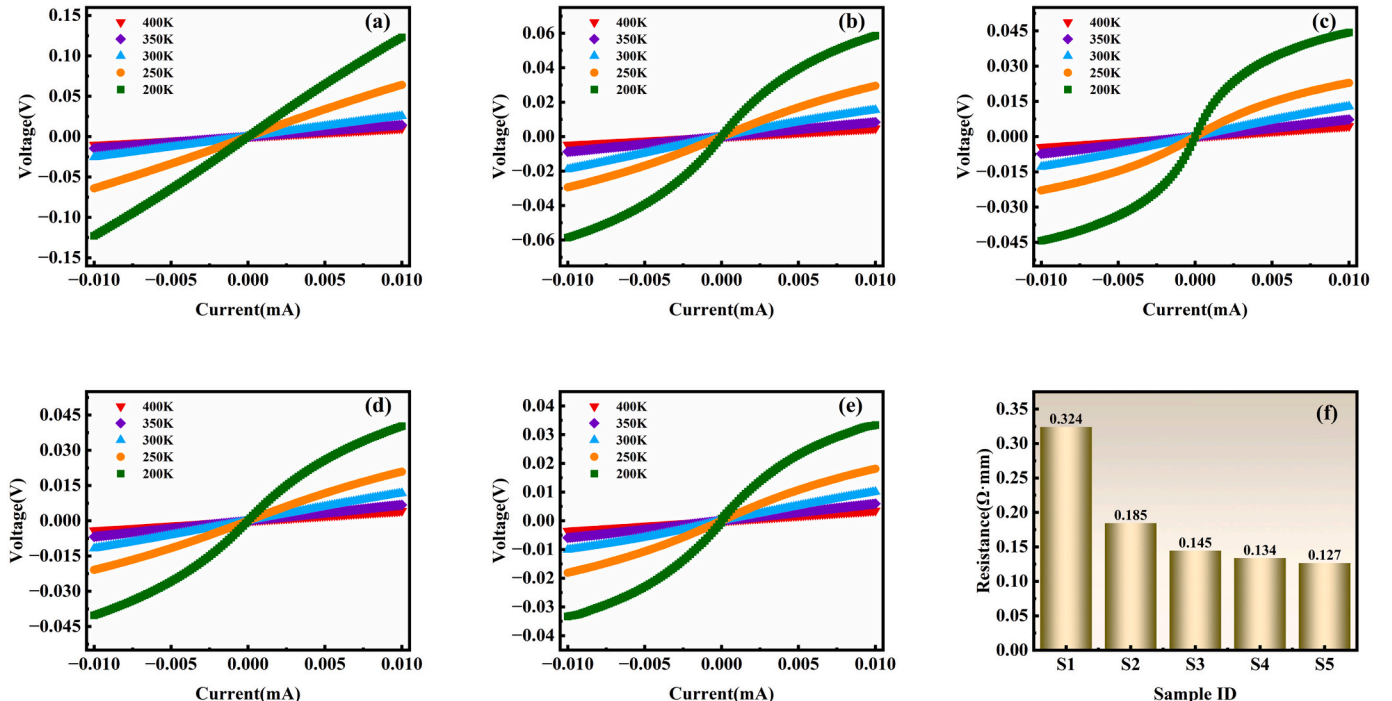 (a)
400K
350K
300K
250K
200K
Voltage(V)
0.15
0.10
0.05
0.00
−0.05
−0.10
−0.15
−0.010
−0.005
0.000
0.005
0.010
Current(mA)
(b)
400K
350K
300K
250K
200K
Voltage(V)
0.06
0.04
0.02
0.00
−0.02
−0.04
−0.06
−0.010
−0.005
0.000
0.005
0.010
Current(mA)
(c)
400K
350K
300K
250K
200K
Voltage(V)
0.045
0.030
0.015
0.000
−0.015
−0.030
−0.045
−0.010
−0.005
0.000
0.005
0.010
Current(mA)
(d)
400K
350K
300K
250K
200K
Voltage(V)
0.045
0.030
0.015
0.000
−0.015
−0.030
−0.045
−0.010
−0.005
0.000
0.005
0.010
Current(mA)
(e)
400K
350K
300K
250K
200K
Voltage(V)
0.04
0.03
0.02
0.01
0.00
−0.01
−0.02
−0.03
−0.04
−0.010
−0.005
0.000
0.005
0.010
Current(mA)
(f)
Resistance(Ω·mm)
0.35
0.30
0.25
0.20
0.15
0.10
0.05
0.00
0.324
0.185
0.145
0.134
0.127
S1
S2
S3
S4
S5
Sample ID